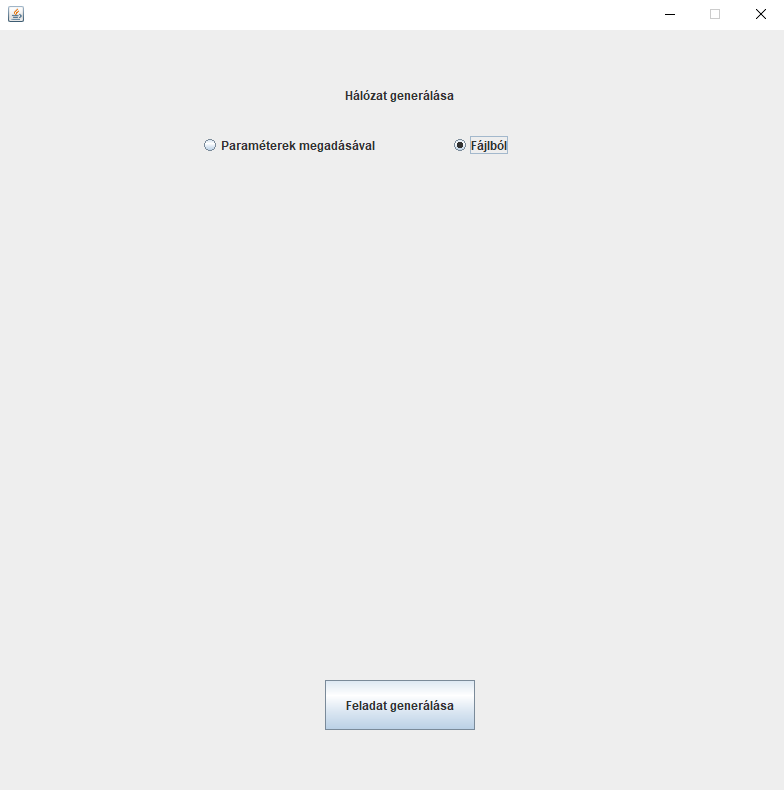 Hálózat generálása
Paraméterek megadásával
Fájlból
Feladat generálása